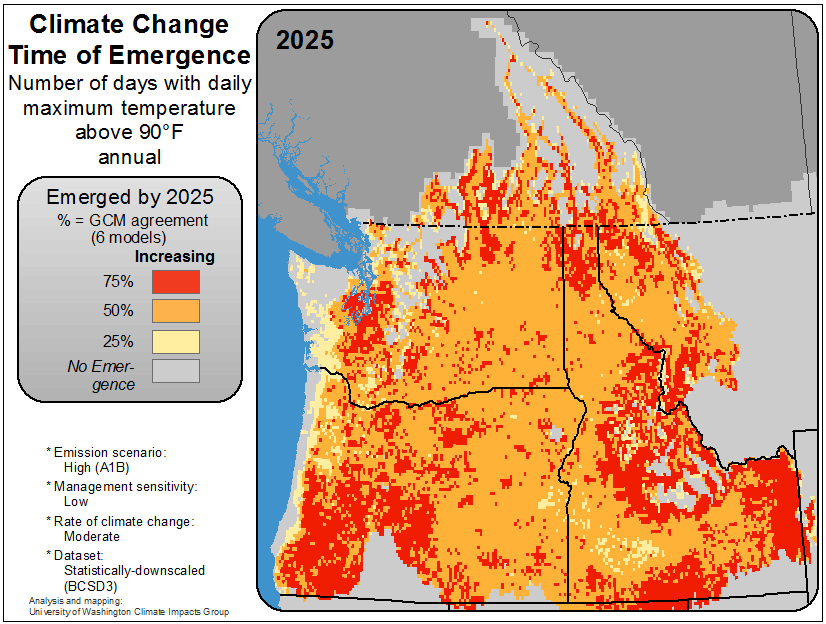 Climate Change
Time of Emergence
Number of days with daily
maximum temperature
above 90°F
annual
Emerged by 2025
% = GCM agreement
(6 models)
Increasing
75%
50%
25%
No Emer-
gence
* Emission scenario:
High (A1B)
* Management sensitivity:
Low
* Rate of climate change:
Moderate
* Dataset:
Statistically-downscaled
(BCSD3)
Analysis and mapping:
University of Washington Climate Impacts Group
2025